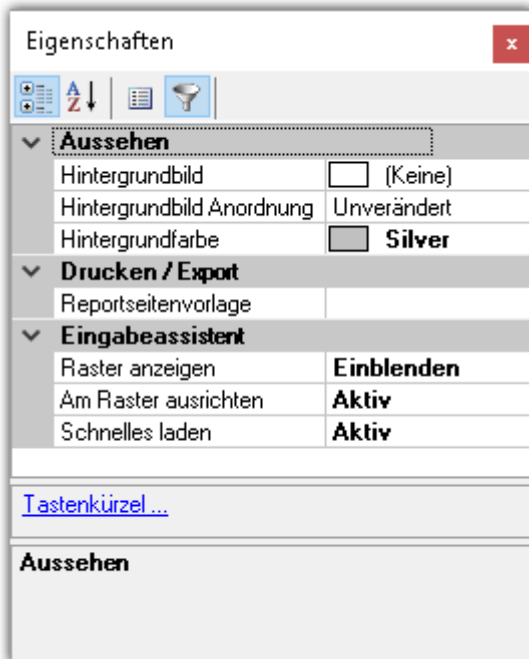 Eigenschaften
x
A
Z
Aussehen
Hintergrundbild (Keine)
Hintergrundbild Anordnung Unverändert
Hintergrundfarbe Silver
Drucken / Export
Reportseitenvorlage
Eingabeassistent
Raster anzeigen Einblenden
Am Raster ausrichten Aktiv
Schnelles laden Aktiv
Tastenkürzel ...
Aussehen